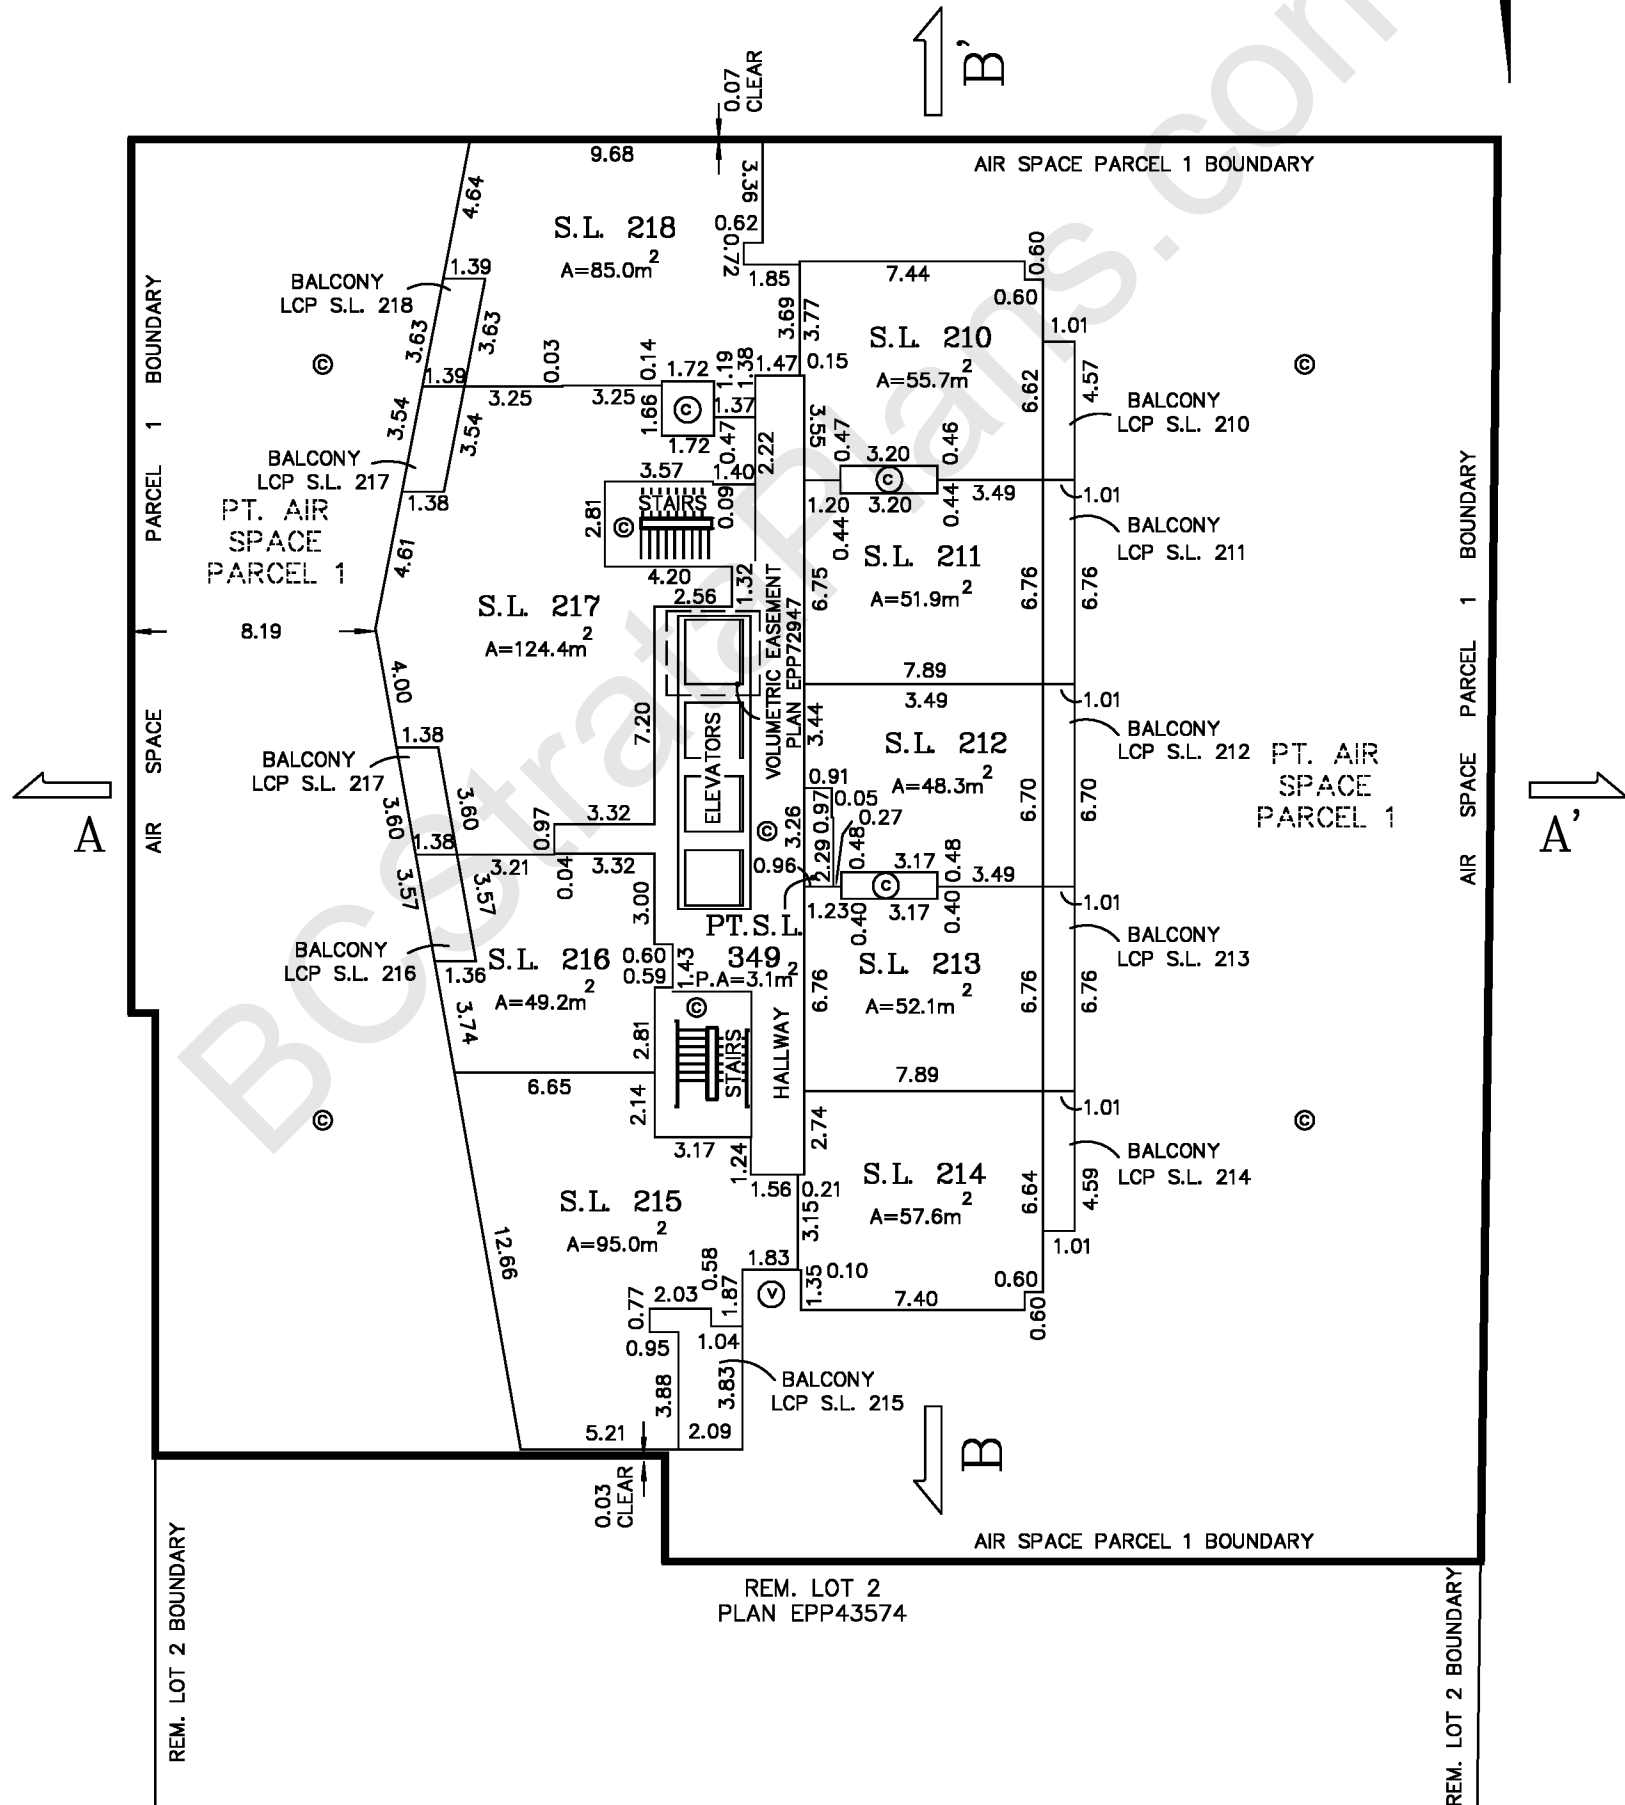 B'
0.07
CLEAR
AIR SPACE PARCEL 1 BOUNDARY
9.68
3.36
4.64
S.L. 218
A=85.0m²
0.62
0.72
1.85
7.44
0.60
0.60
1.39
BALCONY
LCP S.L. 218
3.63
3.63
3.69
3.77
S.L. 210
A=55.7m²
1.01
6.62
4.57
BALCONY
LCP S.L. 210
AIR SPACE PARCEL 1 BOUNDARY
©
©
1.39
3.25
0.03
3.25
0.14
1.72
1.19
1.38
1.47
0.15
1.66
©
1.37
1.72
0.47
2.22
3.55
0.47
3.20
0.46
©
3.54
3.54
BALCONY
LCP S.L. 217
1.38
PT. AIR
SPACE
PARCEL 1
3.57
1.40
STAIRS
©
2.81
0.09
4.20
1.32
2.56
1.20
3.20
0.44
0.44
3.49
1.01
BALCONY
LCP S.L. 211
S.L. 211
A=51.9m²
6.75
6.76
6.76
4.61
S.L. 217
A=124.4m²
8.19
4.00
VOLUMETRIC EASEMENT
PLAN EPP72947
7.89
3.49
1.01
BALCONY
LCP S.L. 212
S.L. 212
A=48.3m²
3.44
7.20
ELEVATORS
1.38
BALCONY
LCP S.L. 217
3.60
3.60
0.91
0.97
0.05
0.27
6.70
6.70
PT. AIR
SPACE
PARCEL 1
AIR SPACE PARCEL 1 BOUNDARY
A
A'
3.32
0.97
©
3.26
2.29
0.48
3.17
0.48
3.49
©
1.38
3.21
0.04
3.32
0.96
1.23
0.40
3.17
0.40
1.01
BALCONY
LCP S.L. 213
3.57
3.57
3.00
PT.S.L.
349
P.A=3.1m²
S.L. 213
A=52.1m²
BALCONY
LCP S.L. 216
1.36
S.L. 216
A=49.2m²
0.60
0.59
1.43
©
STAIRS
HALLWAY
6.76
6.76
6.76
3.74
2.81
6.65
2.14
7.89
1.01
BALCONY
LCP S.L. 214
©
©
3.17
1.24
2.74
S.L. 214
A=57.6m²
1.56
0.21
3.15
6.64
4.59
1.01
S.L. 215
A=95.0m²
12.66
1.83
0.58
1.87
V
1.35
0.10
7.40
0.60
0.60
2.03
0.77
0.95
1.04
BALCONY
LCP S.L. 215
3.88
3.83
5.21
2.09
0.03
CLEAR
B
AIR SPACE PARCEL 1 BOUNDARY
REM. LOT 2
PLAN EPP43574
REM. LOT 2 BOUNDARY
REM. LOT 2 BOUNDARY
BCStrataPlans.com